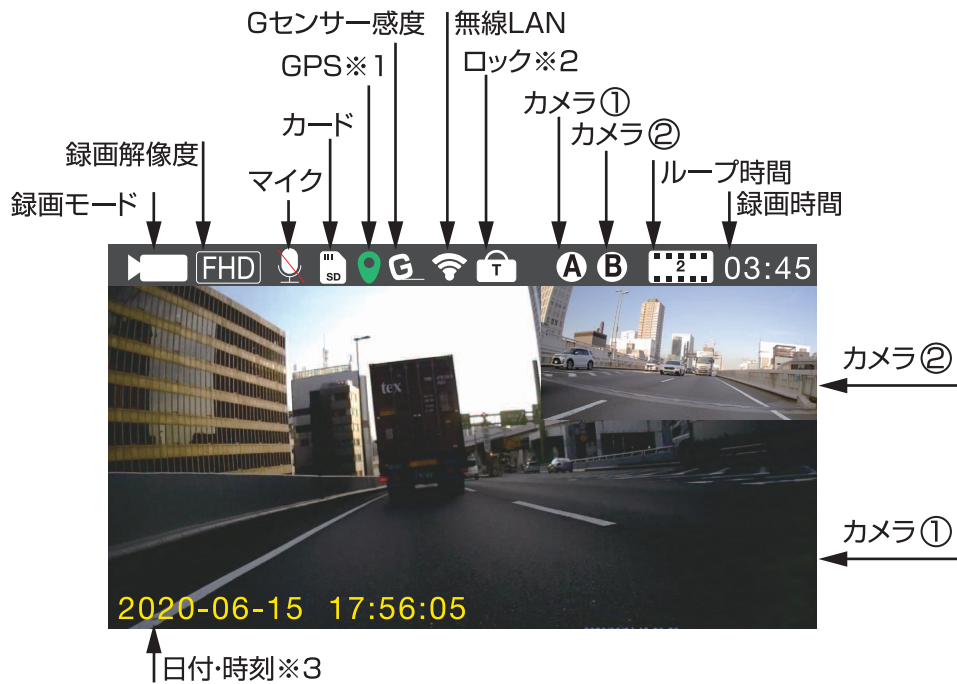 Gセンサー感度
無線LAN
GPS※1
ロック※2
カード
カメラ①
カメラ②
録画解像度
マイク
ループ時間
録画モード
録画時間
FHD
SD
G
T
A
B
2
03:45
tex
カメラ②
カメラ①
2020-06-15 17:56:05
日付・時刻※3